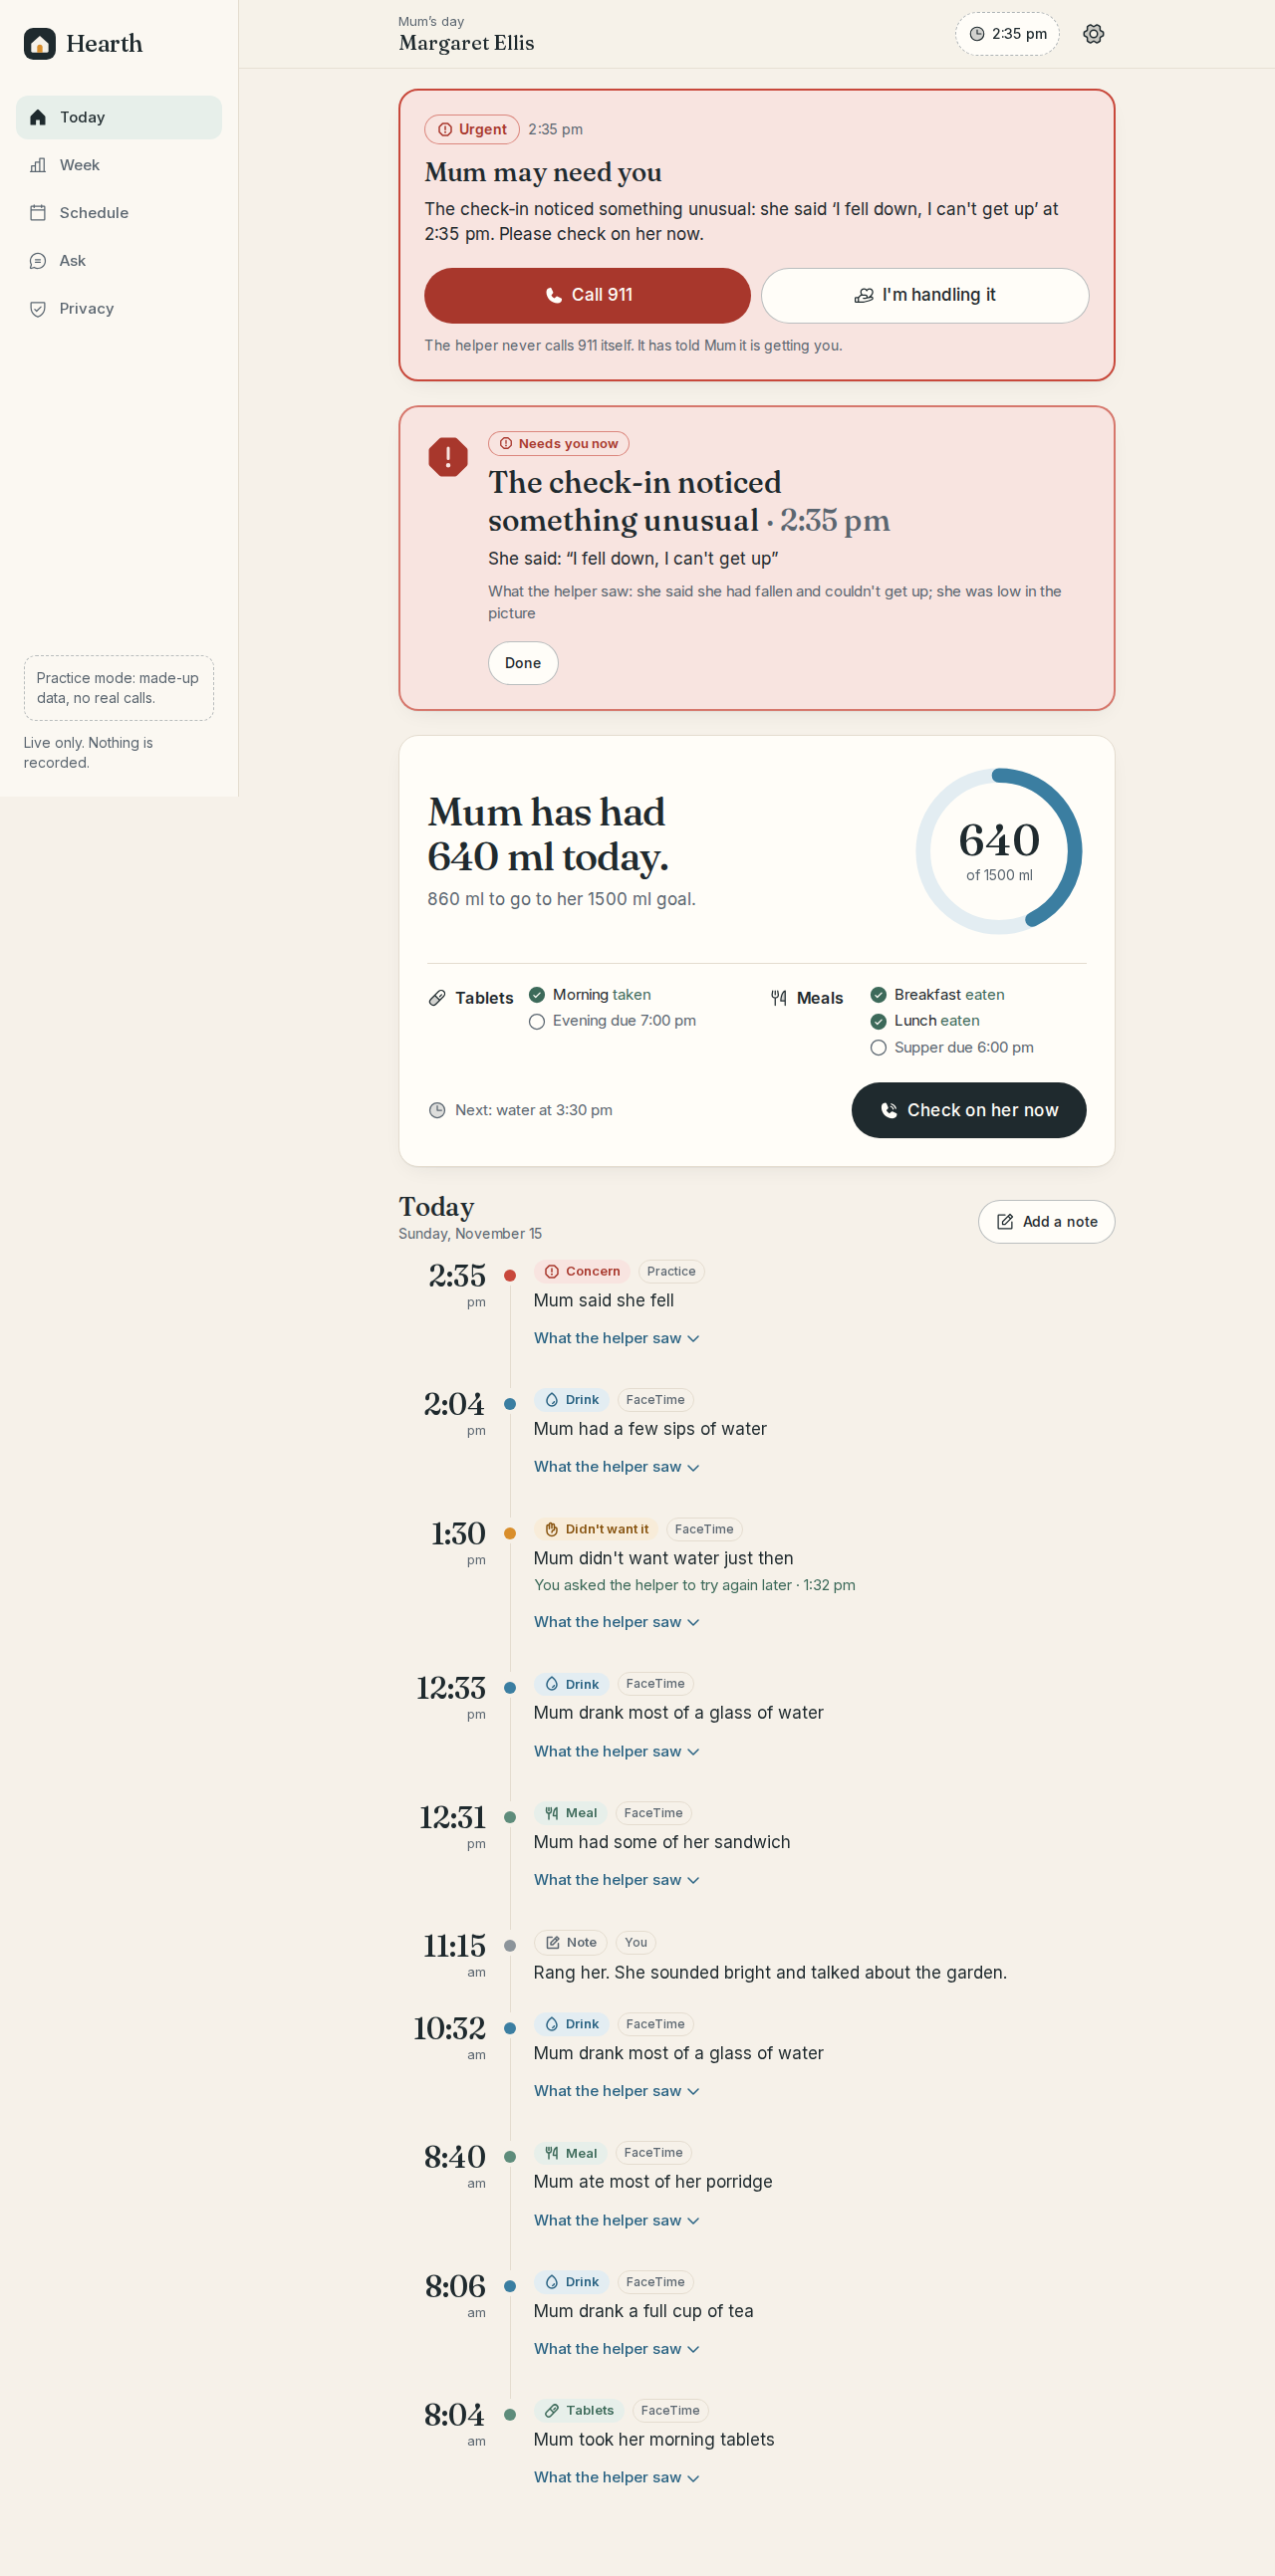 Hearth
Today
Week
Schedule
Ask
Privacy
Practice mode: made-up
data, no real calls.
Live only. Nothing is
recorded.
Mum's day
Margaret Ellis
2:35 pm
Urgent 2:35 pm
Mum may need you
The check-in noticed something unusual: she said ‘I fell down, I can't get up’ at
2:35 pm. Please check on her now.
Call 911
I'm handling it
The helper never calls 911 itself. It has told Mum it is getting you.
Needs you now
The check-in noticed
something unusual · 2:35 pm
She said: “I fell down, I can't get up”
What the helper saw: she said she had fallen and couldn't get up; she was low in the
picture
Done
Mum has had
640 ml today.
860 ml to go to her 1500 ml goal.
640
of 1500 ml
Tablets
Morning taken
Evening due 7:00 pm
Meals
Breakfast eaten
Lunch eaten
Supper due 6:00 pm
Next: water at 3:30 pm
Check on her now
Today
Sunday, November 15
Add a note
2:35
pm
Concern Practice
Mum said she fell
What the helper saw
2:04
pm
Drink FaceTime
Mum had a few sips of water
What the helper saw
1:30
pm
Didn't want it FaceTime
Mum didn't want water just then
You asked the helper to try again later · 1:32 pm
What the helper saw
12:33
pm
Drink FaceTime
Mum drank most of a glass of water
What the helper saw
12:31
pm
Meal FaceTime
Mum had some of her sandwich
What the helper saw
11:15
am
Note You
Rang her. She sounded bright and talked about the garden.
10:32
am
Drink FaceTime
Mum drank most of a glass of water
What the helper saw
8:40
am
Meal FaceTime
Mum ate most of her porridge
What the helper saw
8:06
am
Drink FaceTime
Mum drank a full cup of tea
What the helper saw
8:04
am
Tablets FaceTime
Mum took her morning tablets
What the helper saw